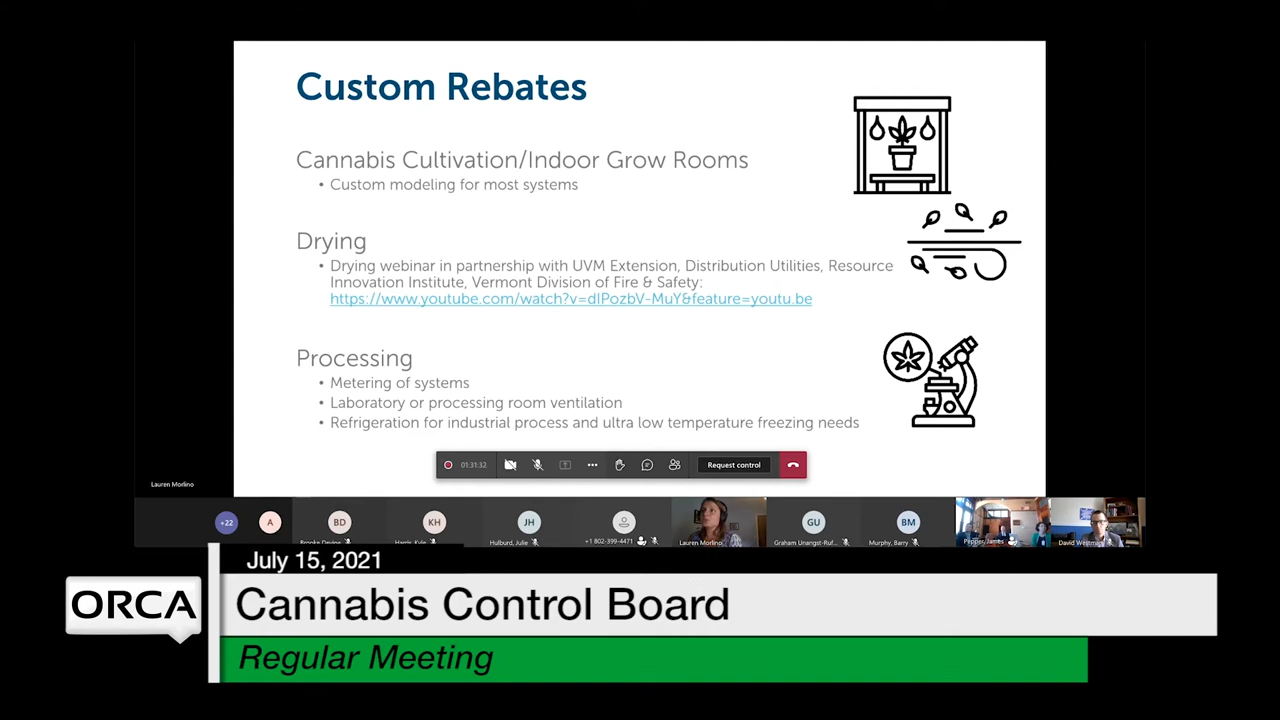 Custom Rebates
Cannabis Cultivation/Indoor Grow Rooms
• Custom modeling for most systems
Drying
• Drying webinar in partnership with UVM Extension, Distribution Utilities, Resource
Innovation Institute, Vermont Division of Fire & Safety:
https://www.youtube.com/watch?v=dIPozbV-MuY&feature=youtu.be
Processing
• Metering of systems
• Laboratory or processing room ventilation
• Refrigeration for industrial process and ultra low temperature freezing needs
01:31:32
Request control
Lauren Morlino
+22
A
BD
KH
JH
GU
BM
Brooke Devine
Harris, Kyle
Hulburd, Julie
+1 802-399-4471
Lauren Morlino
Graham Unangst-Ruf...
Murphy, Barry
Pepper, James
David Westman
July 15, 2021
ORCA
Cannabis Control Board
Regular Meeting